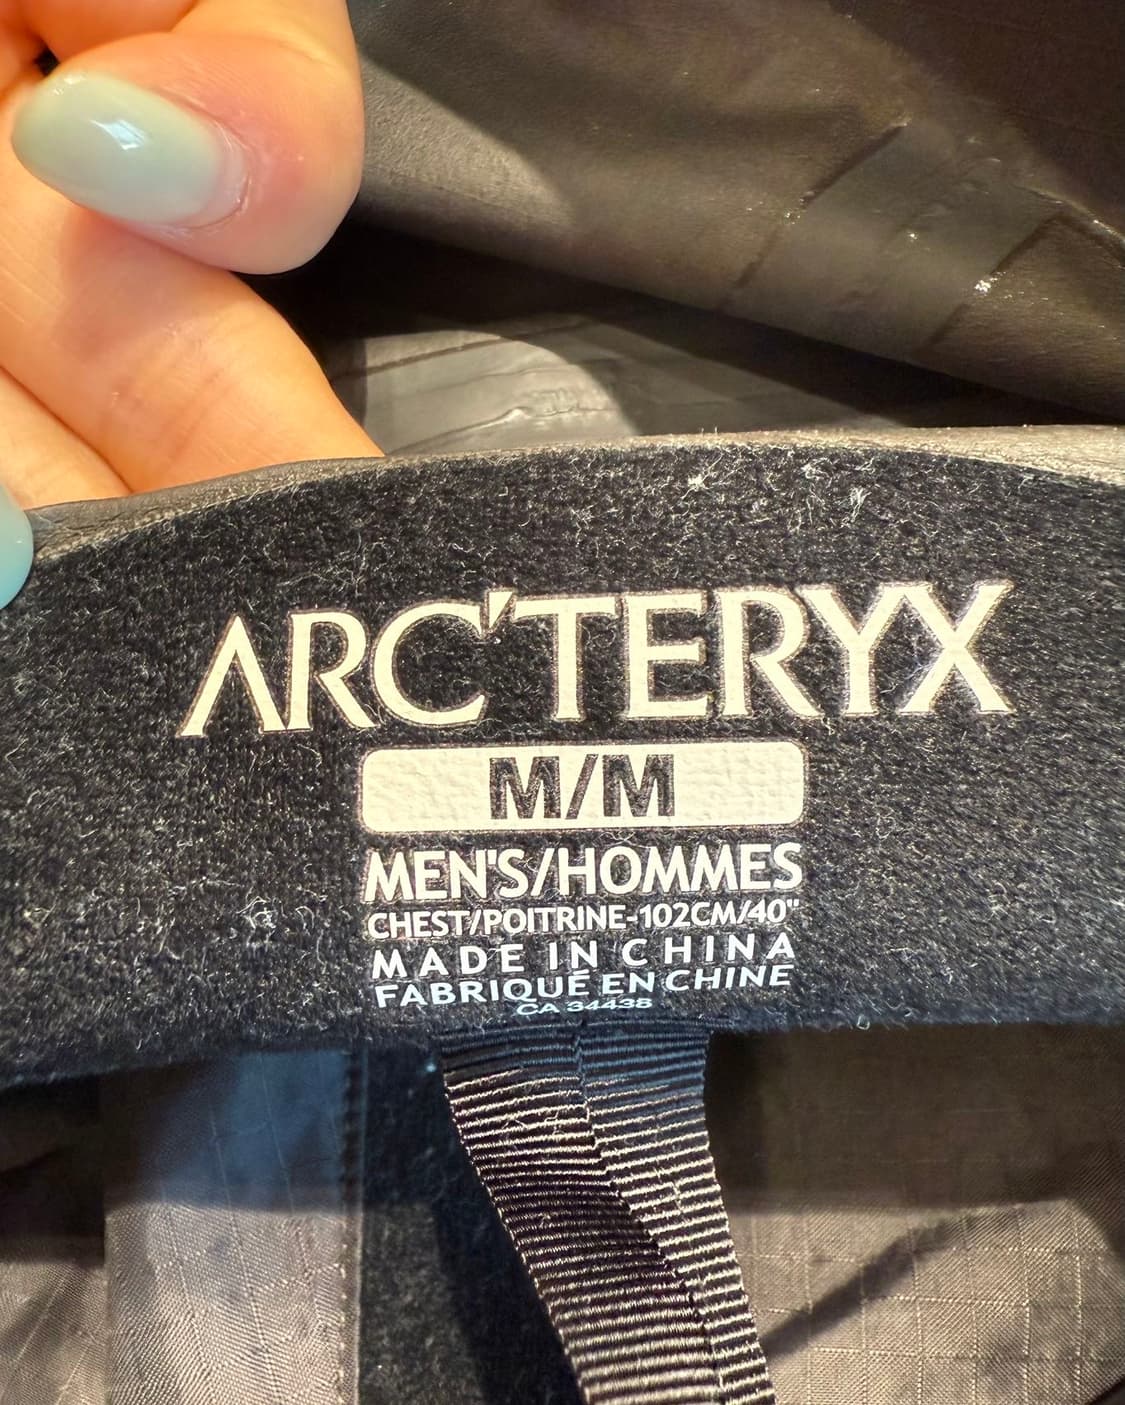 ARC'TERYX
M/M
MEN'S/HOMMES
CHEST/POITRINE-102CM/40"
MADE IN CHINA
FABRIQUÉ EN CHINE
CA 34438